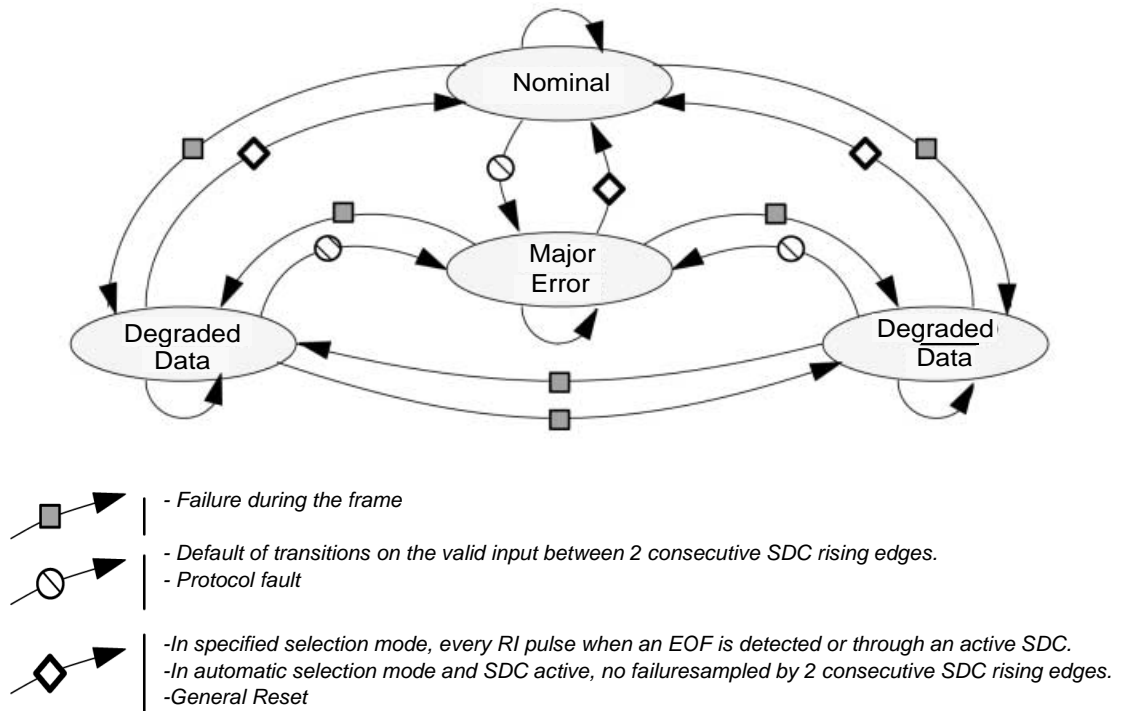 Nominal
Major
Error
Degraded
Data
Degraded
Data
- Failure during the frame
- Default of transitions on the valid input between 2 consecutive SDC rising edges.
- Protocol fault
-In specified selection mode, every RI pulse when an EOF is detected or through an active SDC.
-In automatic selection mode and SDC active, no failuresampled by 2 consecutive SDC rising edges.
-General Reset